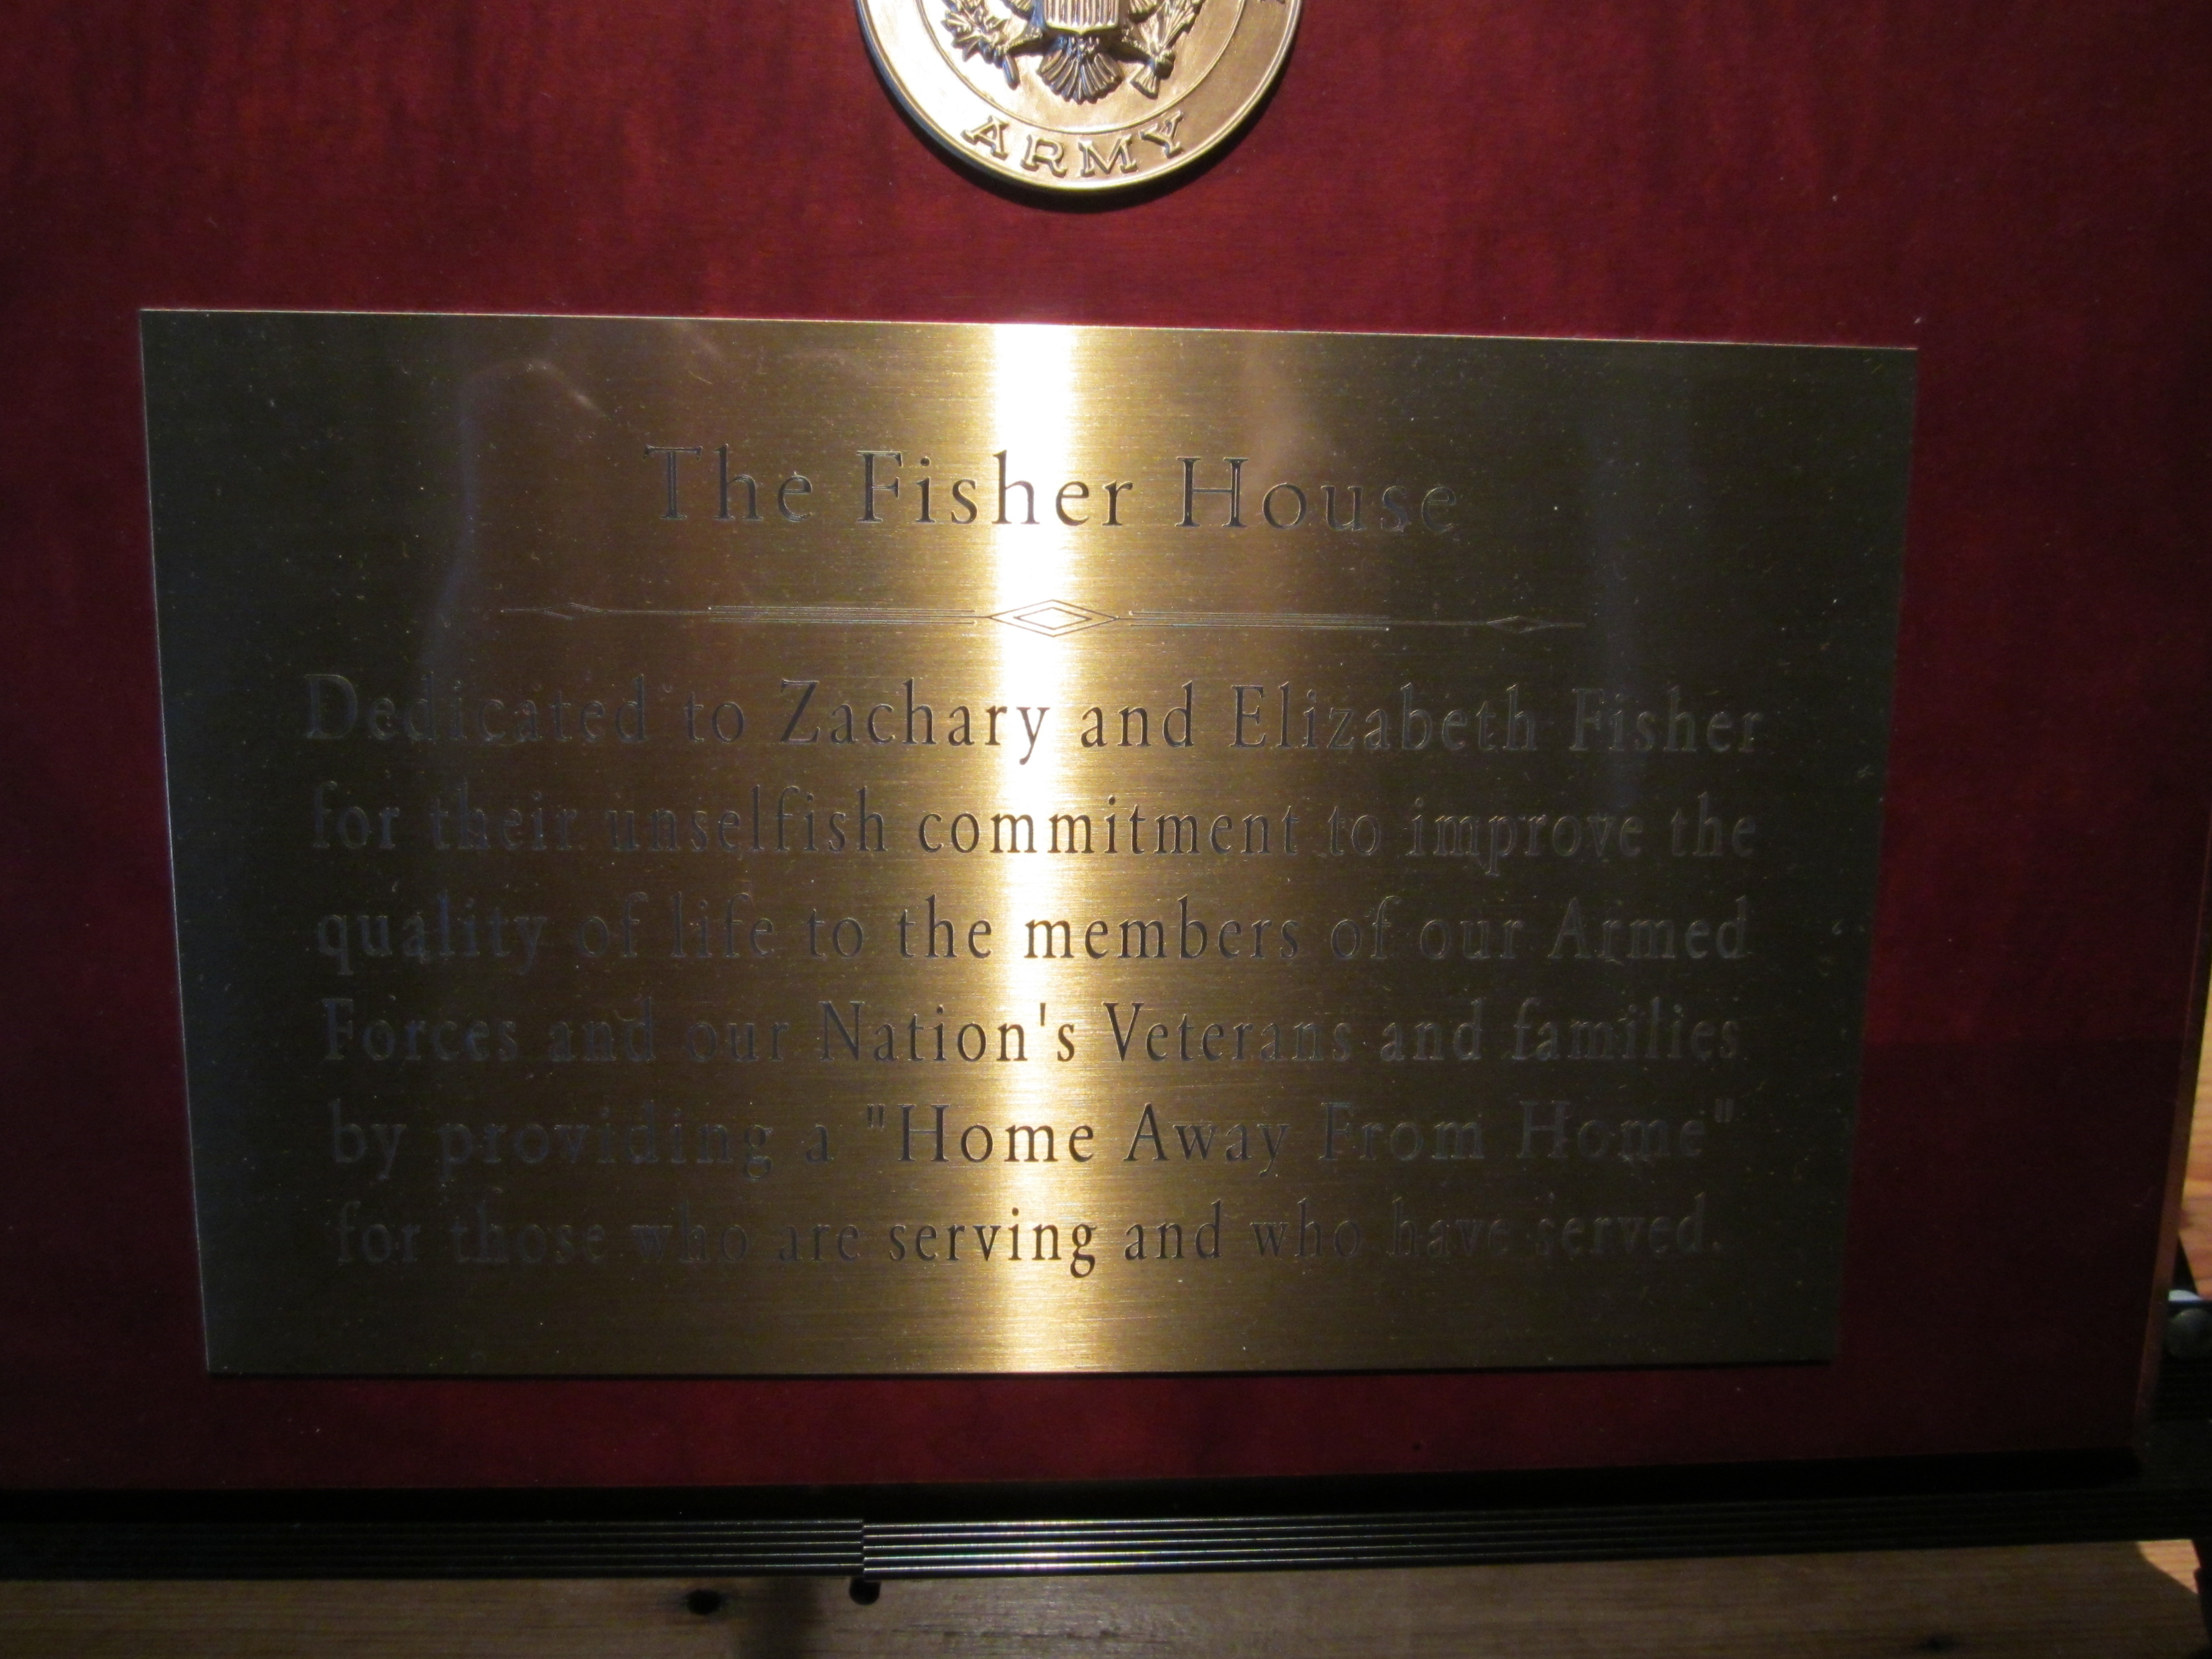 ARMY
The Fisher House
Dedicated to Zachary and Elizabeth Fisher
for their unselfish commitment to improve the
quality of life to the members of our Armed
Forces and our Nation's Veterans and families
by providing a "Home Away From Home"
for those who are serving and who have served.